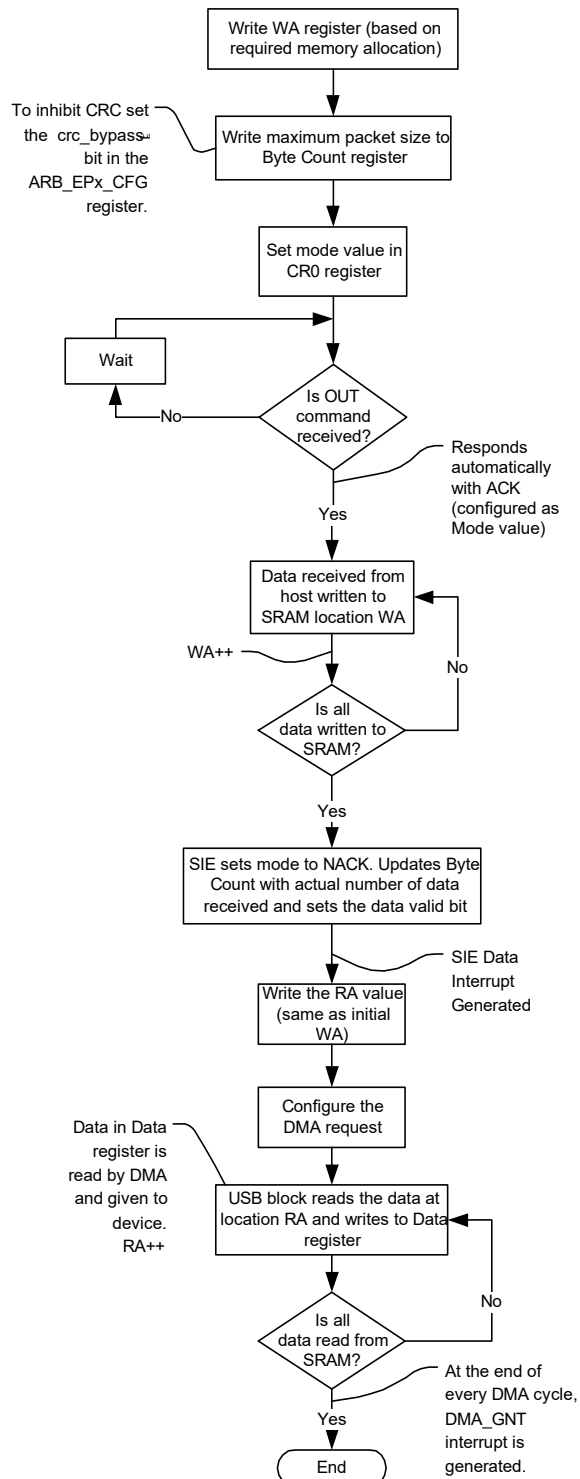 Write WA register (based on
required memory allocation)
To inhibit CRC set
the crc_bypass
bit in the
ARB_EPx_CFG
register.
Write maximum packet size to
Byte Count register
Set mode value in
CR0 register
Wait
No
Is OUT
command
received?
Responds
automatically
with ACK
(configured as
Mode value)
Yes
Data received from
host written to
SRAM location WA
WA++
No
Is all
data written to
SRAM?
Yes
SIE sets mode to NACK. Updates Byte
Count with actual number of data
received and sets the data valid bit
SIE Data
Interrupt
Generated
Write the RA value
(same as initial
WA)
Configure the
DMA request
Data in Data
register is
read by DMA
and given to
device.
RA++
USB block reads the data at
location RA and writes to Data
register
No
Is all
data read from
SRAM?
At the end of
every DMA cycle,
DMA_GNT
interrupt is
generated.
Yes
End